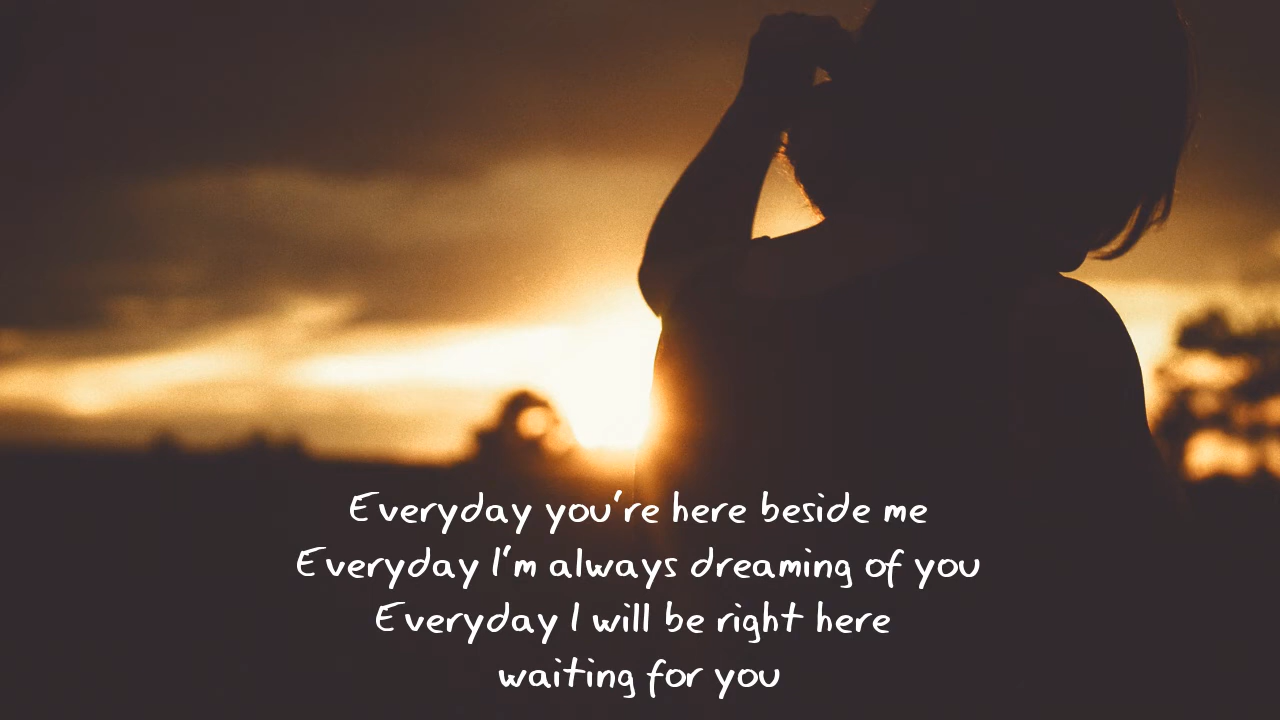 Everyday you're here beside me
Everyday I'm always dreaming of you
Everyday I will be right here
waiting for you